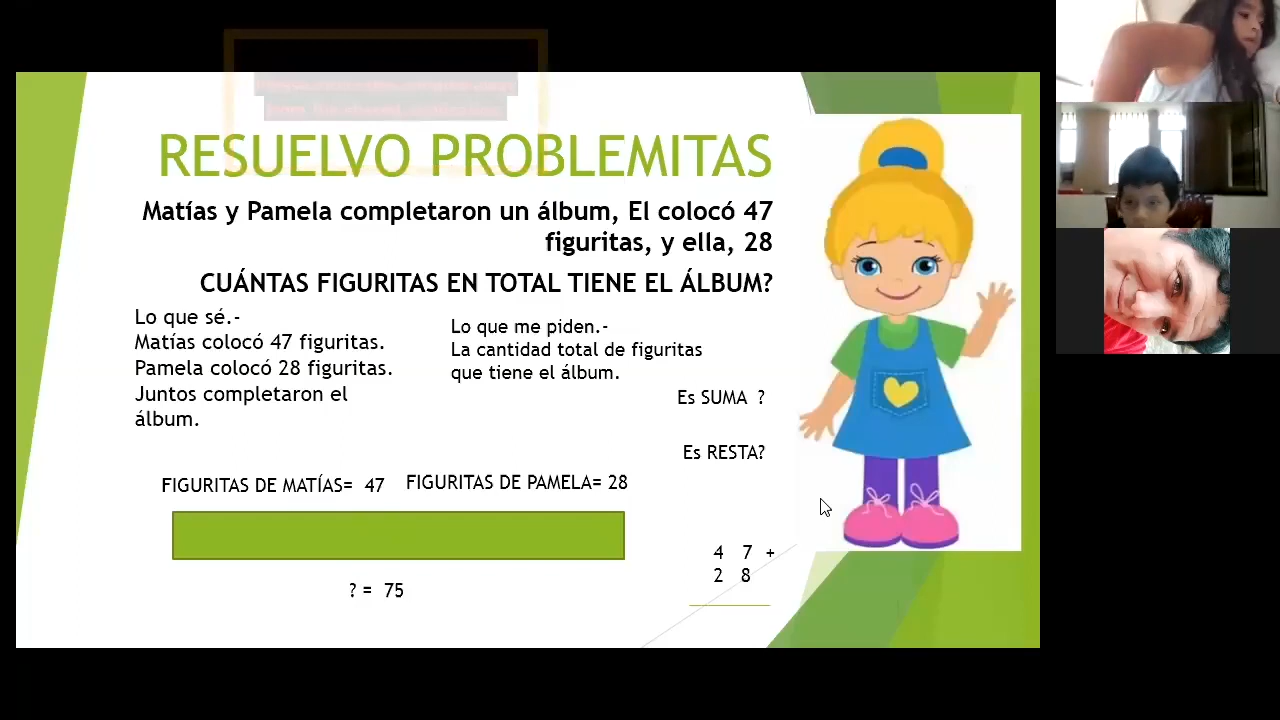 RESUELVO PROBLEMITAS
Matías y Pamela completaron un álbum, El colocó 47
figuritas, y ella, 28
CUÁNTAS FIGURITAS EN TOTAL TIENE EL ÁLBUM?
Lo que sé.-
Matías colocó 47 figuritas.
Pamela colocó 28 figuritas.
Juntos completaron el
álbum.
Lo que me piden.-
La cantidad total de figuritas
que tiene el álbum.
Es SUMA ?
Es RESTA?
FIGURITAS DE MATÍAS= 47
FIGURITAS DE PAMELA= 28
? = 75
4 7 +
2 8